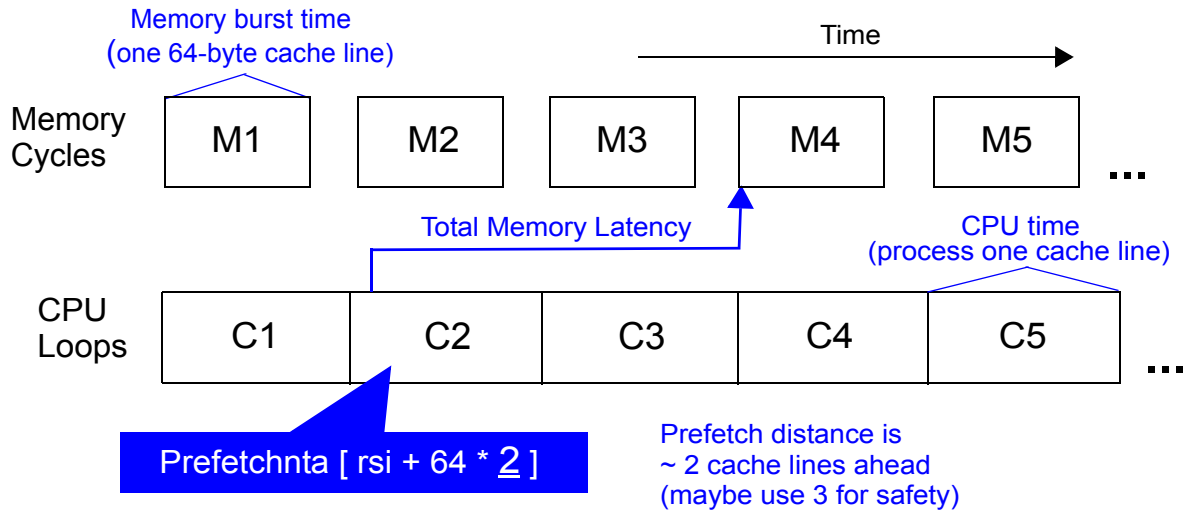 Memory burst time
(one 64-byte cache line)
Time
Memory
Cycles
M1
M2
M3
M4
M5
...
Total Memory Latency
CPU time
(process one cache line)
CPU
Loops
C1
C2
C3
C4
C5
...
Prefetchnta [ rsi + 64 * 2 ]
Prefetch distance is
~ 2 cache lines ahead
(maybe use 3 for safety)